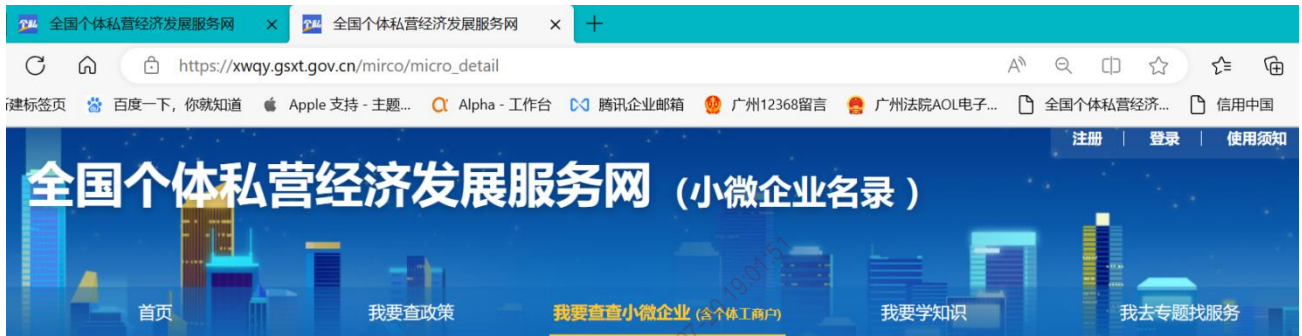 全国个体私营经济发展服务网
全国个体私营经济发展服务网
https://xwqy.gsxt.gov.cn/mirco/micro_detail
建标签页 百度一下，你就知道 Apple 支持 - 主题... Alpha - 工作台 腾讯企业邮箱 广州12368留言 广州法院AOL电子... 全国个体私营经济... 信用中国
注册 | 登录 | 使用须知
全国个体私营经济发展服务网（小微企业名录）
首页 我要查政策 我要查查小微企业 (含个体工商户) 我要学知识 我去专题找服务